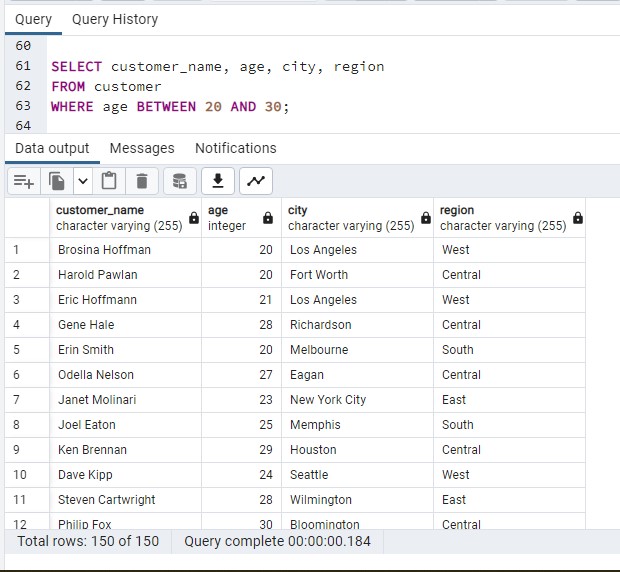 Query Query History
60
61 SELECT customer_name, age, city, region
62 FROM customer
63 WHERE age BETWEEN 20 AND 30;
64
Data output Messages Notifications
customer_name age city region
character varying (255) integer character varying (255) character varying (255)
1 Brosina Hoffman 20 Los Angeles West
2 Harold Pawlan 20 Fort Worth Central
3 Eric Hoffmann 21 Los Angeles West
4 Gene Hale 28 Richardson Central
5 Erin Smith 20 Melbourne South
6 Odella Nelson 27 Eagan Central
7 Janet Molinari 23 New York City East
8 Joel Eaton 25 Memphis South
9 Ken Brennan 29 Houston Central
10 Dave Kipp 24 Seattle West
11 Steven Cartwright 28 Wilmington East
12 Philip Fox 30 Bloomington Central
Total rows: 150 of 150 Query complete 00:00:00.184